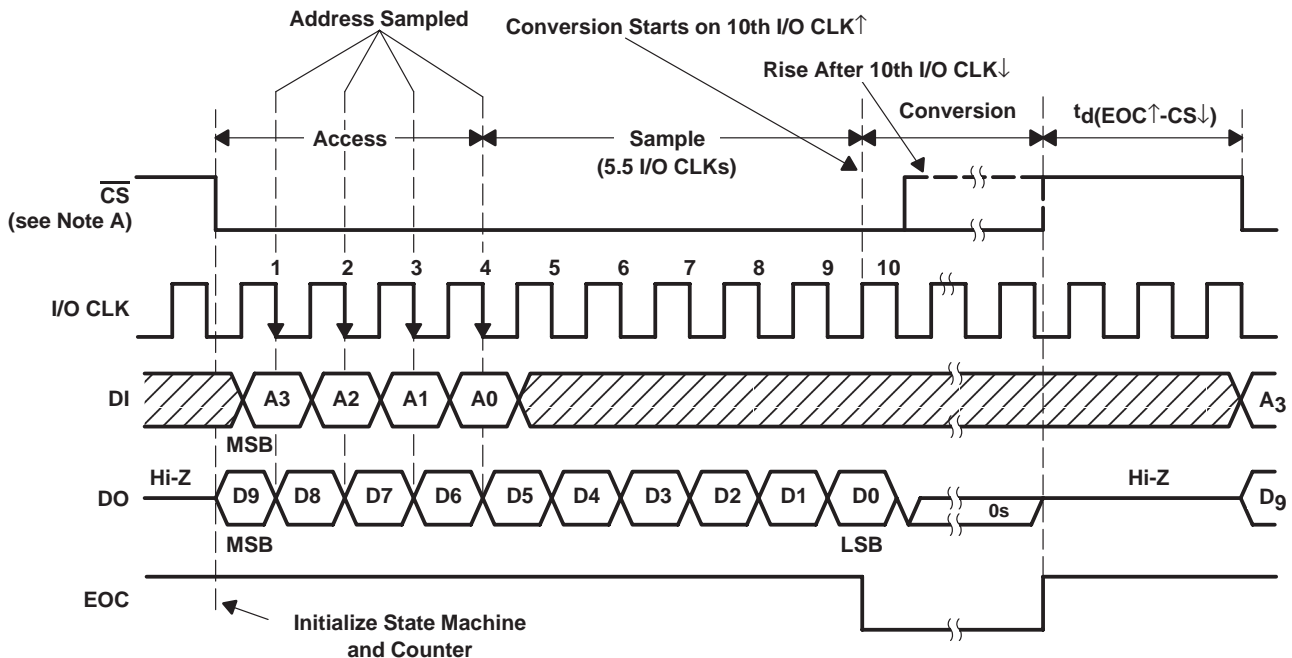 Address Sampled
Conversion Starts on 10th I/O CLK↑
Rise After 10th I/O CLK↓
Access
Sample
(5.5 I/O CLKs)
Conversion
td(EOC↑-CS↓)
CS
(see Note A)
1 2 3 4 5 6 7 8 9 10
I/O CLK
DI
A3 A2 A1 A0 A3
MSB
Hi-Z
Hi-Z
DO
D9 D8 D7 D6 D5 D4 D3 D2 D1 D0 0s D9
MSB
LSB
EOC
Initialize State Machine
and Counter